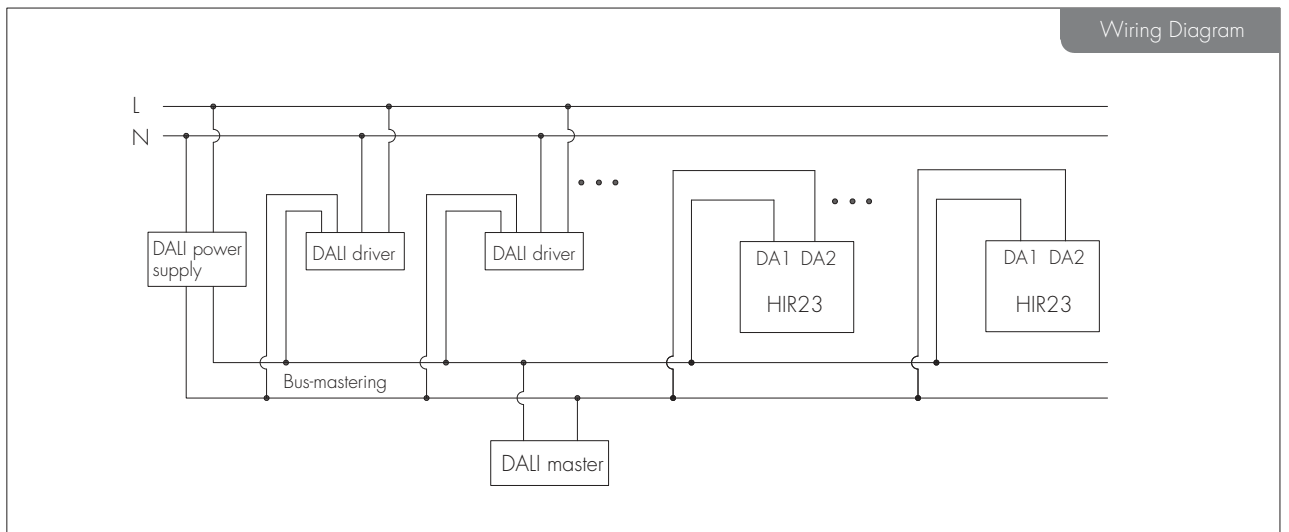 Wiring Diagram
L
N
DALI power
supply
DALI driver
DALI driver
DA1 DA2
HIR23
DA1 DA2
HIR23
Bus-mastering
DALI master